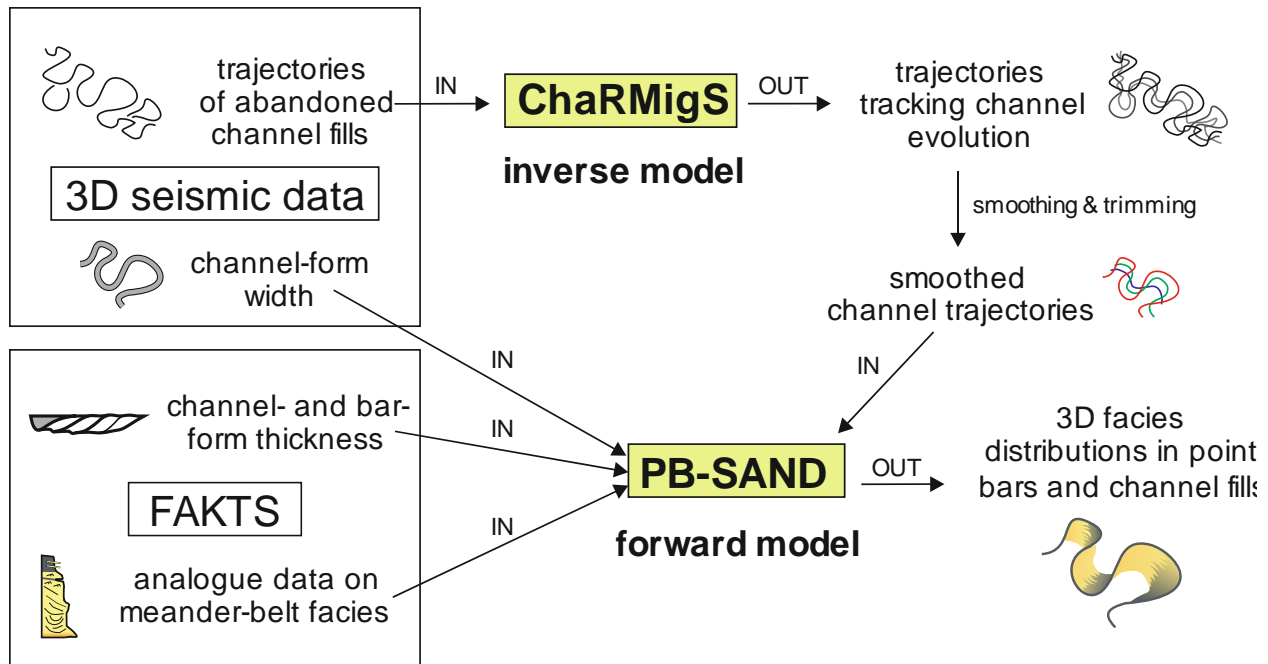 trajectories
of abandoned
channel fills
IN
ChaRMigS
OUT
inverse model
trajectories
tracking channel
evolution
3D seismic data
smoothing & trimming
channel-form
width
smoothed
channel trajectories
IN
IN
channel- and bar-
form thickness
IN
FAKTS
IN
analogue data on
meander-belt facies
PB-SAND
OUT
forward model
3D facies
distributions in point
bars and channel fills